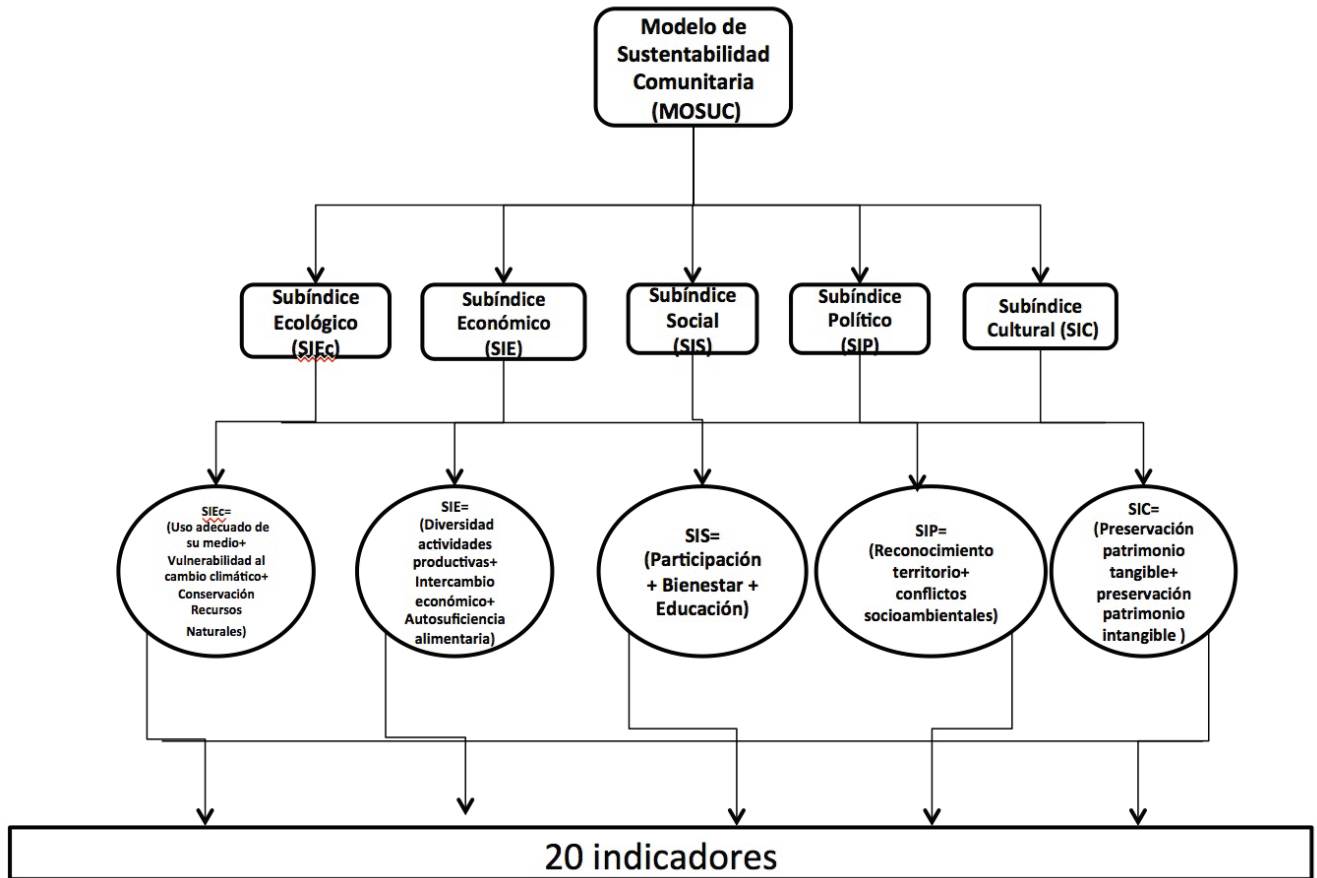 Modelo de
Sustentabilidad
Comunitaria
(MOSUC)
Subíndice
Ecológico
(SIEc)
Subíndice
Económico
(SIE)
Subíndice
Social
(SIS)
Subíndice
Político
(SIP)
Subíndice
Cultural (SIC)
SIEc=
(Uso adecuado de
su medio+
Vulnerabilidad al
cambio climático+
Conservación
Recursos
Naturales)
SIE=
(Diversidad
actividades
productivas+
Intercambio
económico+
Autosuficiencia
alimentaria)
SIS=
(Participación
+ Bienestar +
Educación)
SIP=
(Reconocimiento
territorio+
conflictos
socioambientales)
SIC=
(Preservación
patrimonio
tangible+
preservación
patrimonio
intangible )
20 indicadores